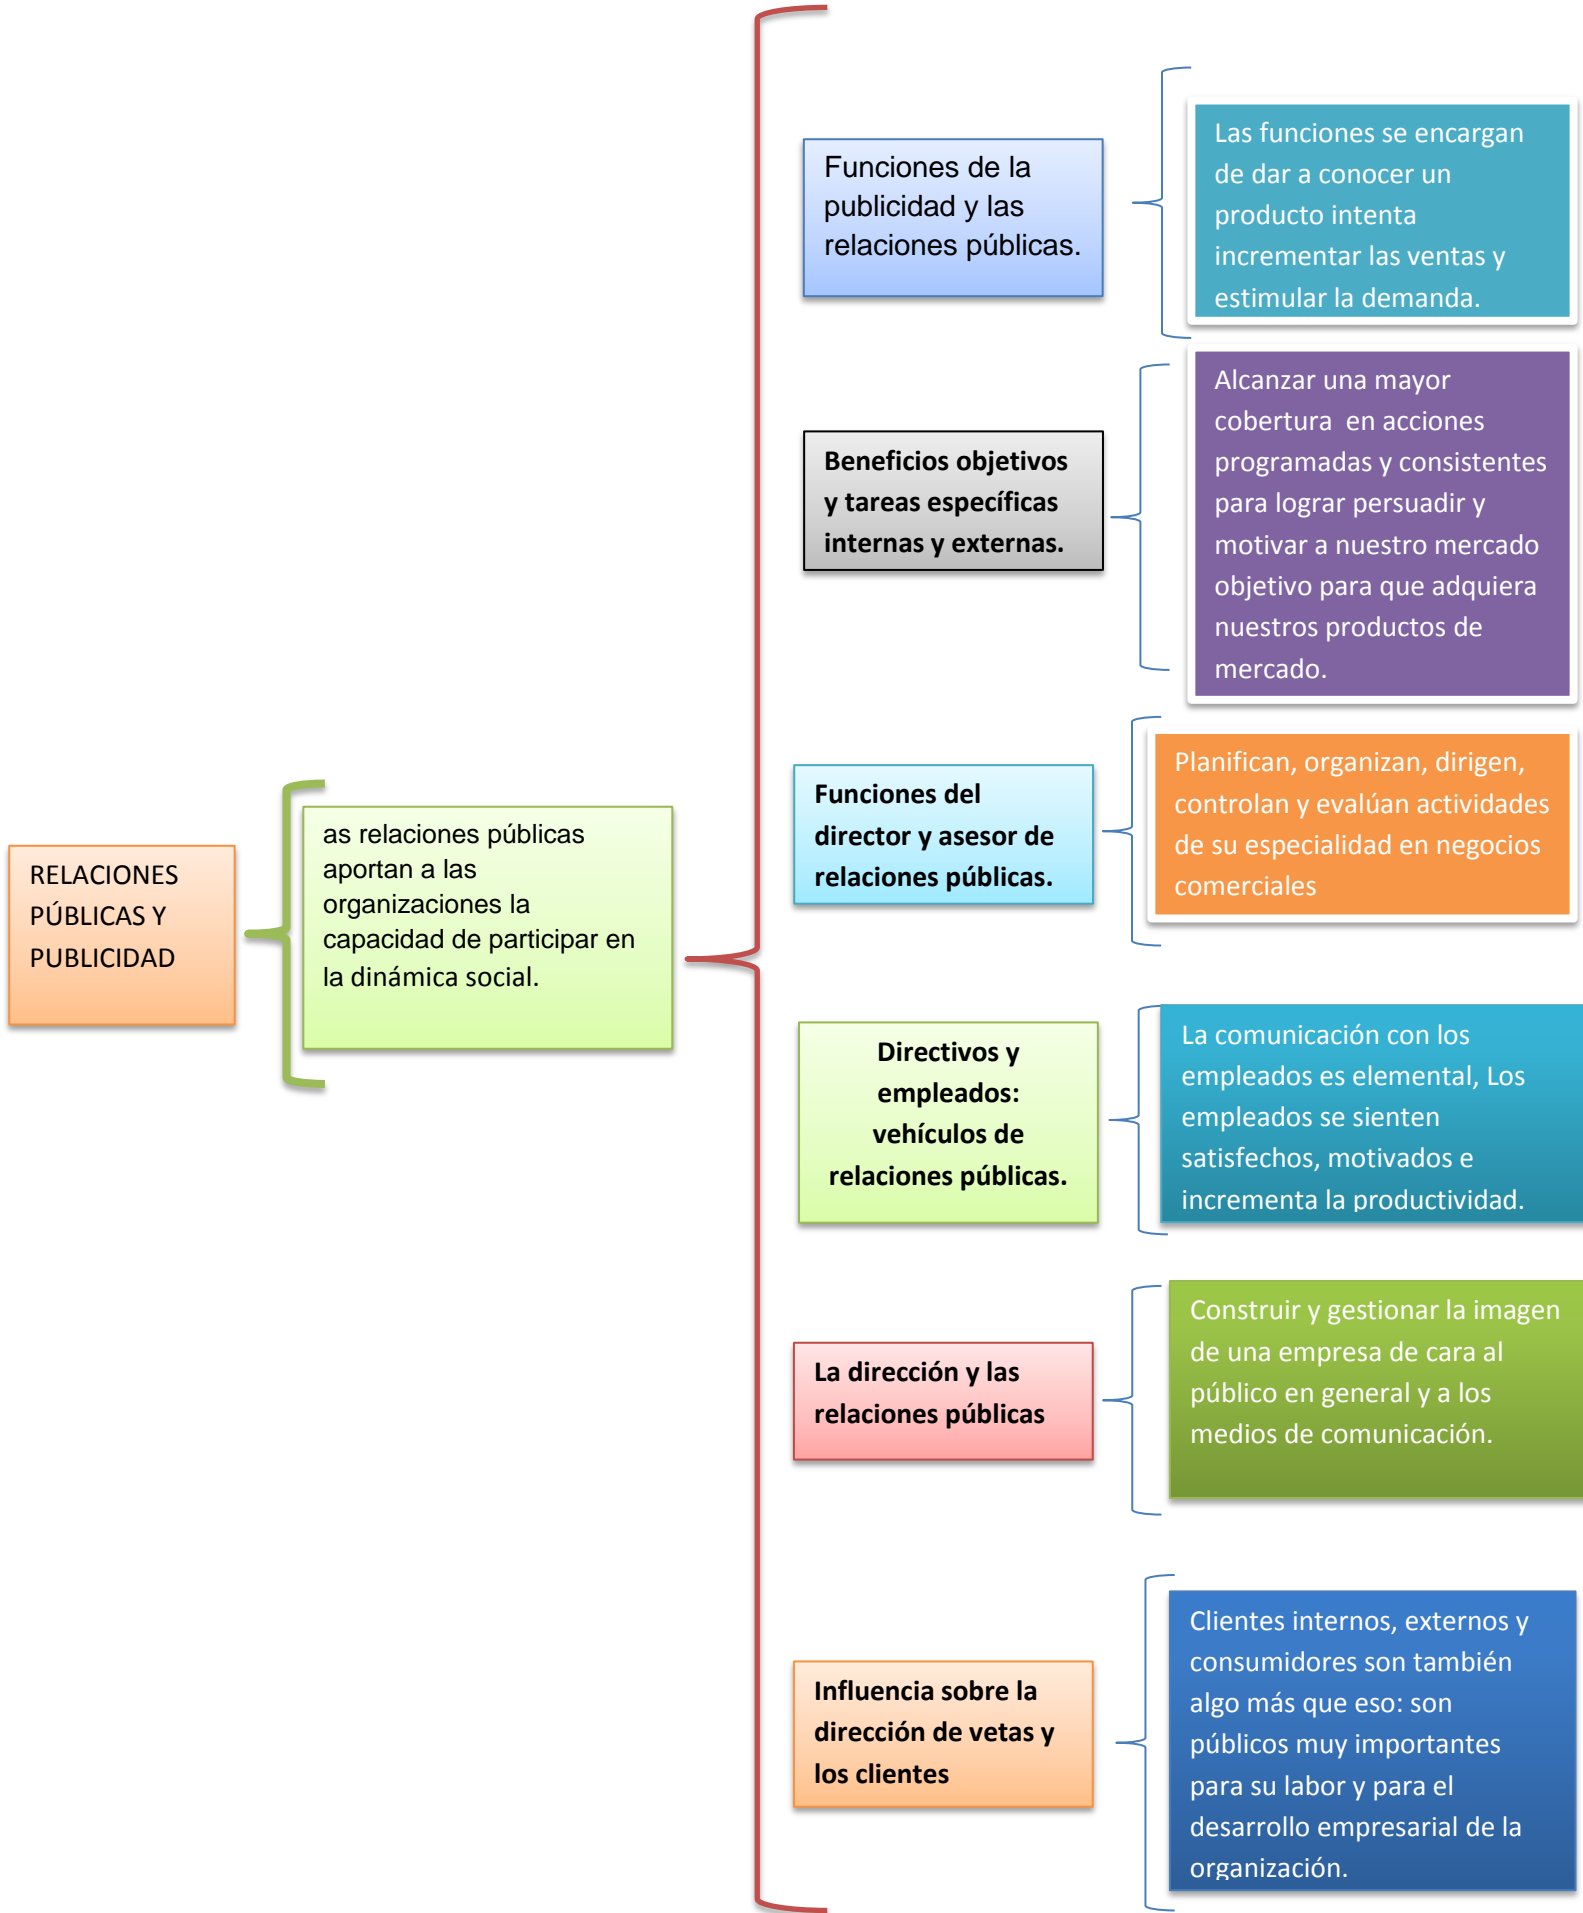 RELACIONES
PÚBLICAS Y
PUBLICIDAD
as relaciones públicas
aportan a las
organizaciones la
capacidad de participar en
la dinámica social.
Funciones de la
publicidad y las
relaciones públicas.
Las funciones se encargan
de dar a conocer un
producto intenta
incrementar las ventas y
estimular la demanda.
Beneficios objetivos
y tareas específicas
internas y externas.
Alcanzar una mayor
cobertura  en acciones
programadas y consistentes
para lograr persuadir y
motivar a nuestro mercado
objetivo para que adquiera
nuestros productos de
mercado.
Funciones del
director y asesor de
relaciones públicas.
Planifican, organizan, dirigen,
controlan y evalúan actividades
de su especialidad en negocios
comerciales
Directivos y
empleados:
vehículos de
relaciones públicas.
La comunicación con los
empleados es elemental, Los
empleados se sienten
satisfechos, motivados e
incrementa la productividad.
La dirección y las
relaciones públicas
Construir y gestionar la imagen
de una empresa de cara al
público en general y a los
medios de comunicación.
Influencia sobre la
dirección de vetas y
los clientes
Clientes internos, externos y
consumidores son también
algo más que eso: son
públicos muy importantes
para su labor y para el
desarrollo empresarial de la
organización.